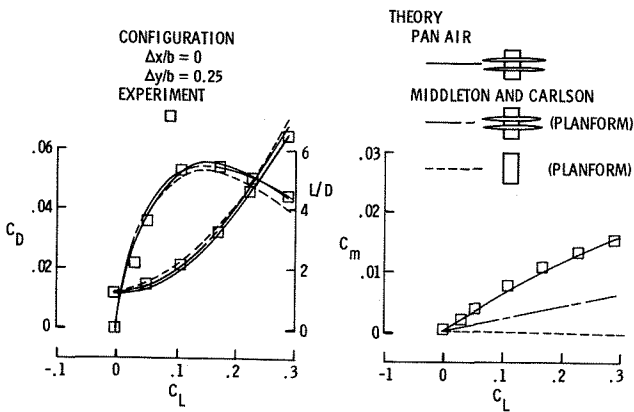 CONFIGURATION
Δx/b = 0
Δy/b = 0.25
EXPERIMENT
THEORY
PAN AIR
MIDDLETON AND CARLSON
(PLANFORM)
(PLANFORM)
.06
.04
.02
.012
0
C_D
6
4
2
0
L/D
-.1
0
.1
.2
.3
C_L
.03
.02
.01
0
C_m
-.1
0
.1
.2
.3
C_L